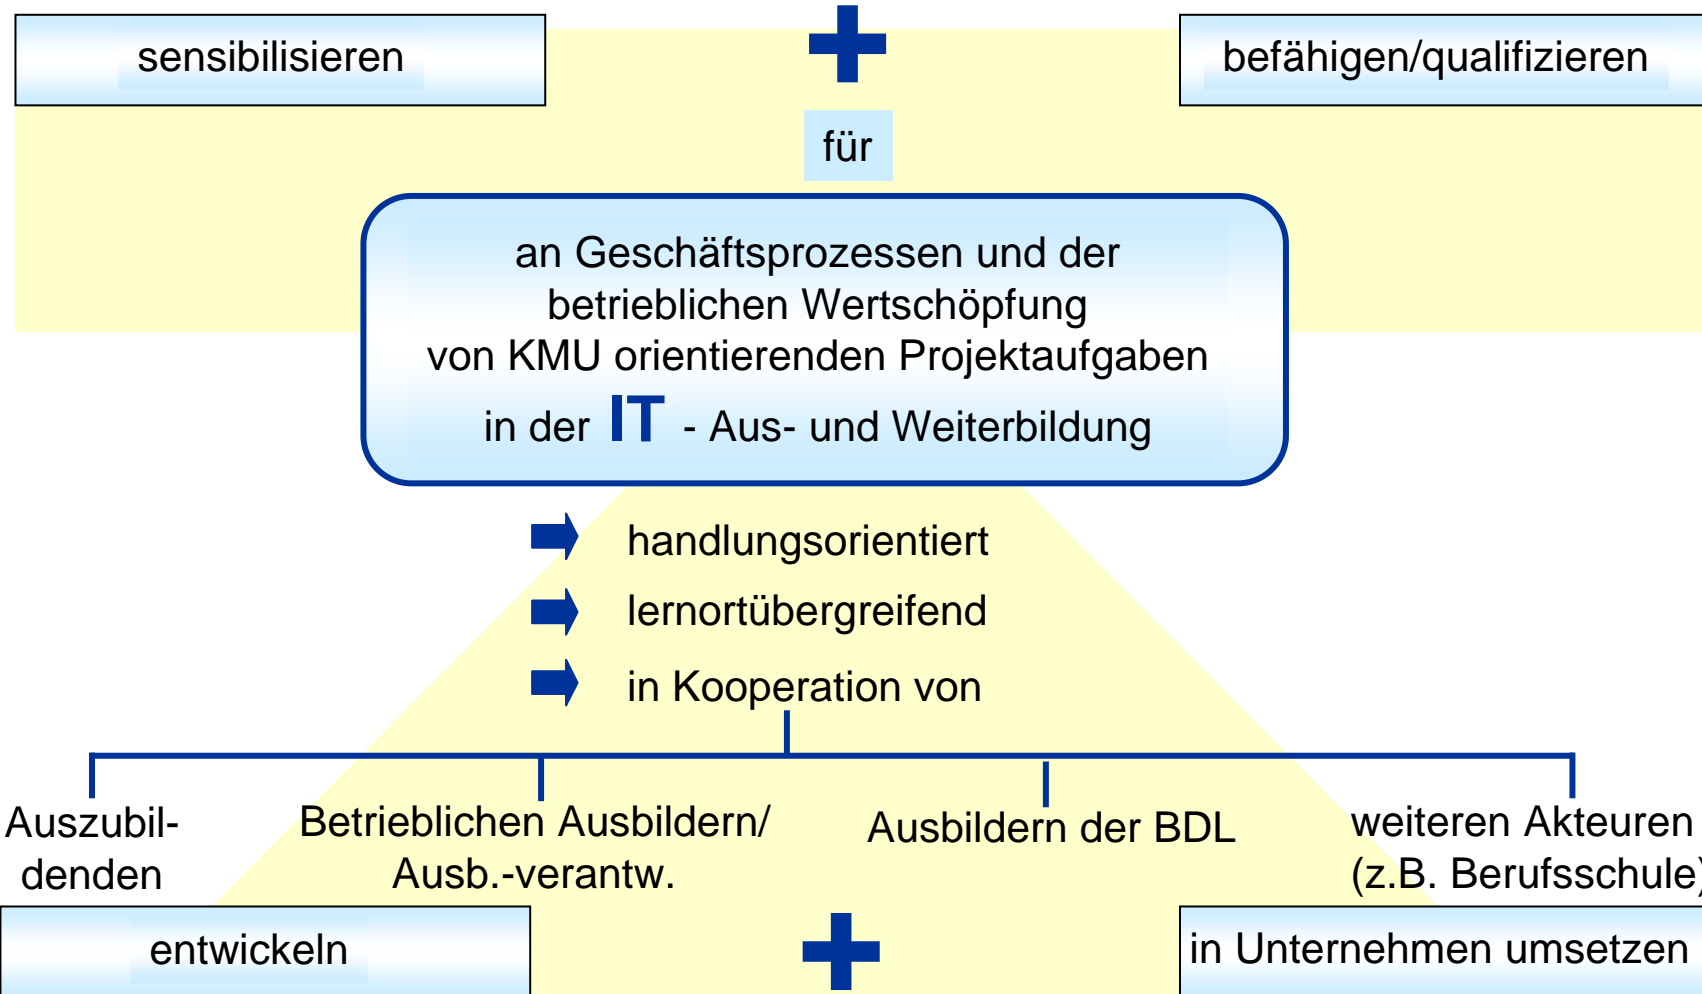 sensibilisieren
befähigen/qualifizieren
für
an Geschäftsprozessen und der
betrieblichen Wertschöpfung
von KMU orientierenden Projektaufgaben
in der IT - Aus- und Weiterbildung
handlungsorientiert
lernortübergreifend
in Kooperation von
Auszubil-
denden
Betrieblichen Ausbildern/
Ausb.-verantw.
Ausbildern der BDL
weiteren Akteuren
(z.B. Berufsschule)
entwickeln
in Unternehmen umsetzen